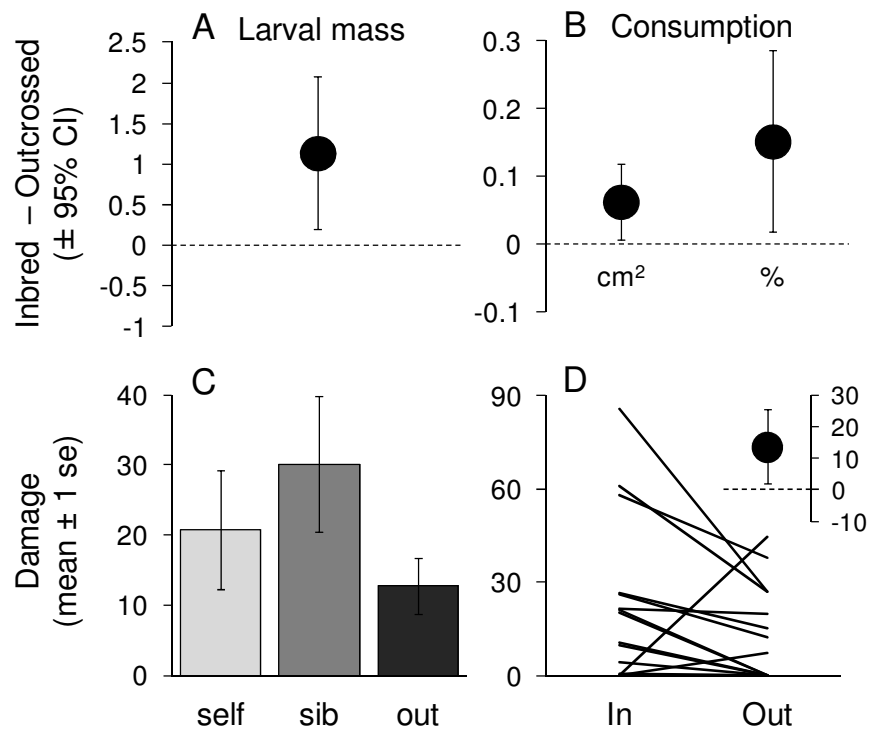 A Larval mass
Inbred – Outcrossed
(± 95% CI)
2.5
2
1.5
1
0.5
0
-0.5
-1
B Consumption
0.3
0.2
0.1
0
-0.1
cm²
%
C
Damage
(mean ± 1 se)
40
30
20
10
0
self sib out
D
90
60
30
0
30
20
10
0
-10
In Out